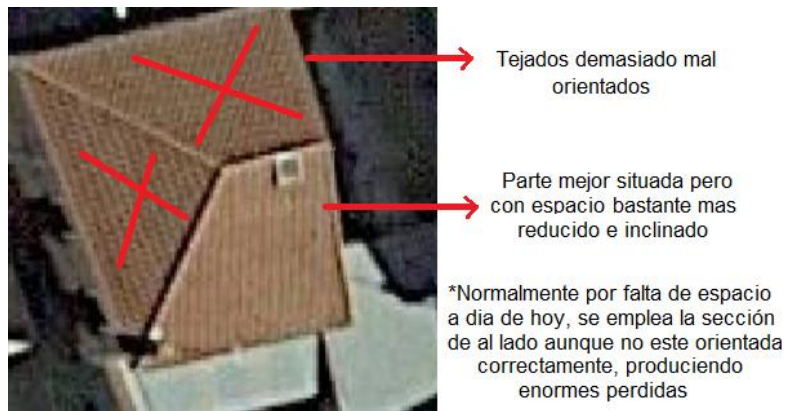 Tejados demasiado mal
orientados
Parte mejor situada pero
con espacio bastante mas
reducido e inclinado
*Normalmente por falta de espacio
a dia de hoy, se emplea la sección
de al lado aunque no este orientada
correctamente, produciendo
enormes perdidas